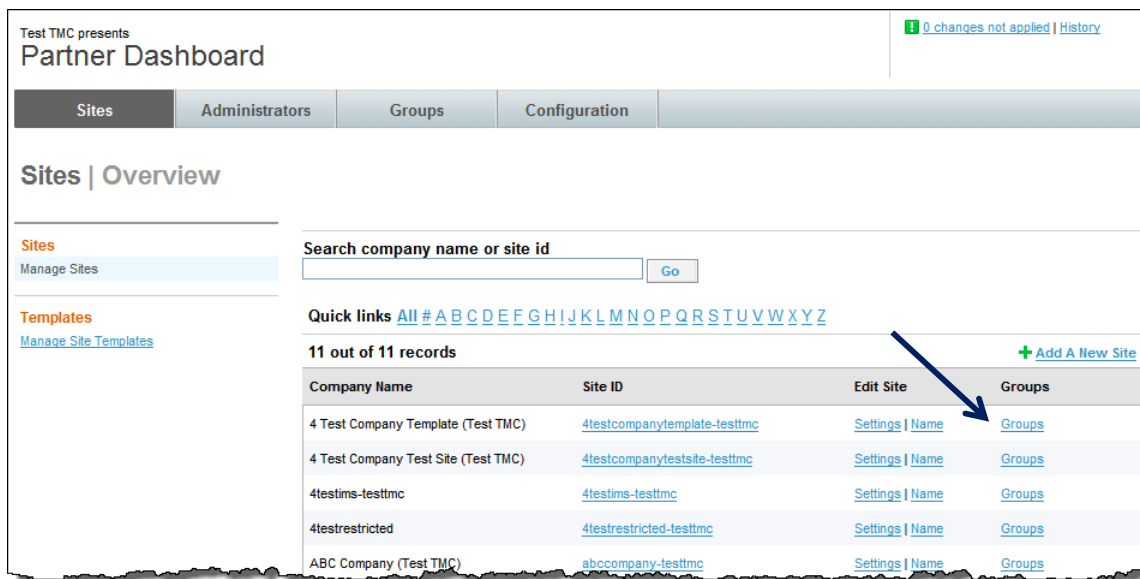 Test TMC presents
Partner Dashboard
! 0 changes not applied | History
Sites Administrators Groups Configuration
Sites | Overview
Sites
Manage Sites
Templates
Manage Site Templates
Search company name or site id
Go
Quick links All # A B C D E F G H I J K L M N O P Q R S T U V W X Y Z
11 out of 11 records + Add A New Site
Company Name Site ID Edit Site Groups
4 Test Company Template (Test TMC) 4testcompanytemplate-testtmc Settings | Name Groups
4 Test Company Test Site (Test TMC) 4testcompanytestsite-testtmc Settings | Name Groups
4testims-testtmc 4testims-testtmc Settings | Name Groups
4testrestricted 4testrestricted-testtmc Settings | Name Groups
ABC Company (Test TMC) abccompany-testtmc Settings | Name Groups